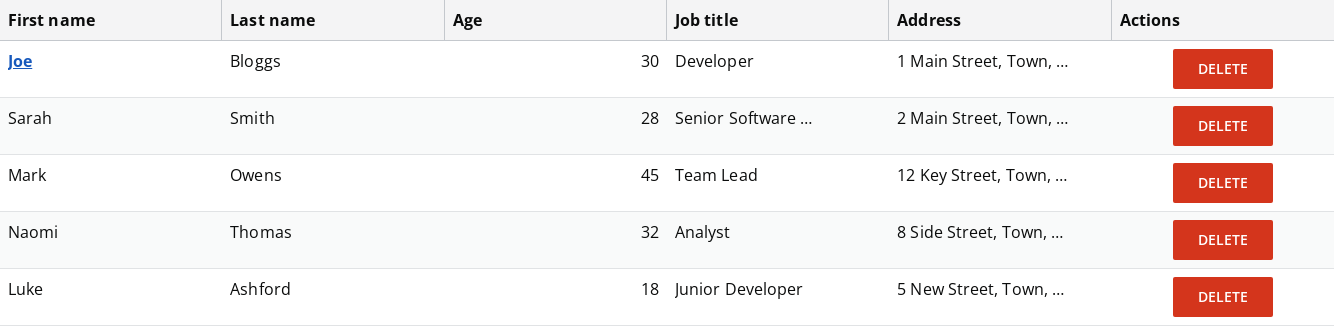 First name Last name Age Job title Address Actions
Joe Bloggs 30 Developer 1 Main Street, Town, ... DELETE
Sarah Smith 28 Senior Software ... 2 Main Street, Town, ... DELETE
Mark Owens 45 Team Lead 12 Key Street, Town, ... DELETE
Naomi Thomas 32 Analyst 8 Side Street, Town, ... DELETE
Luke Ashford 18 Junior Developer 5 New Street, Town, ... DELETE